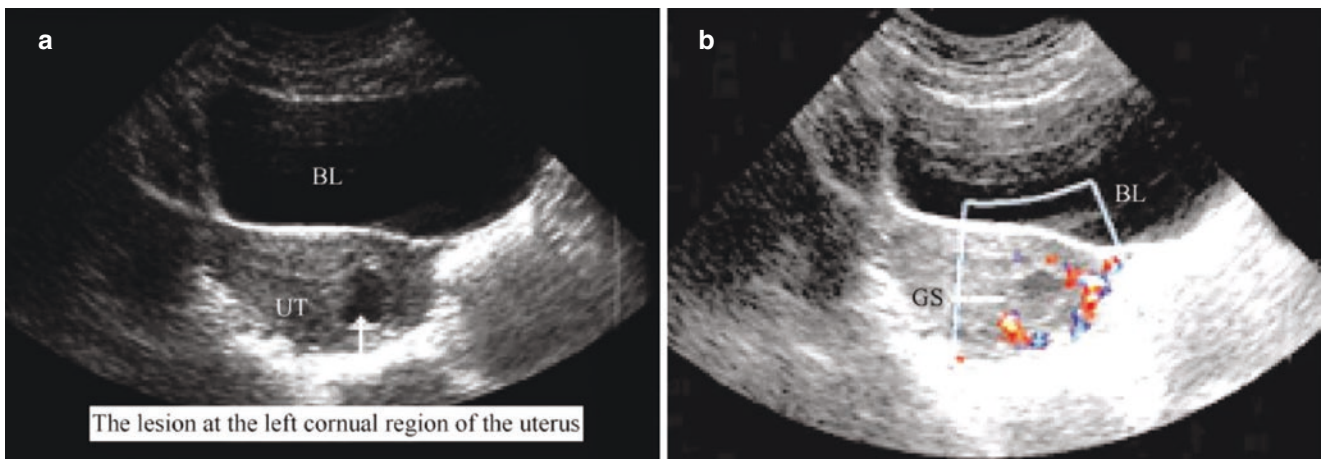 a
BL
UT
The lesion at the left cornual region of the uterus
b
BL
GS